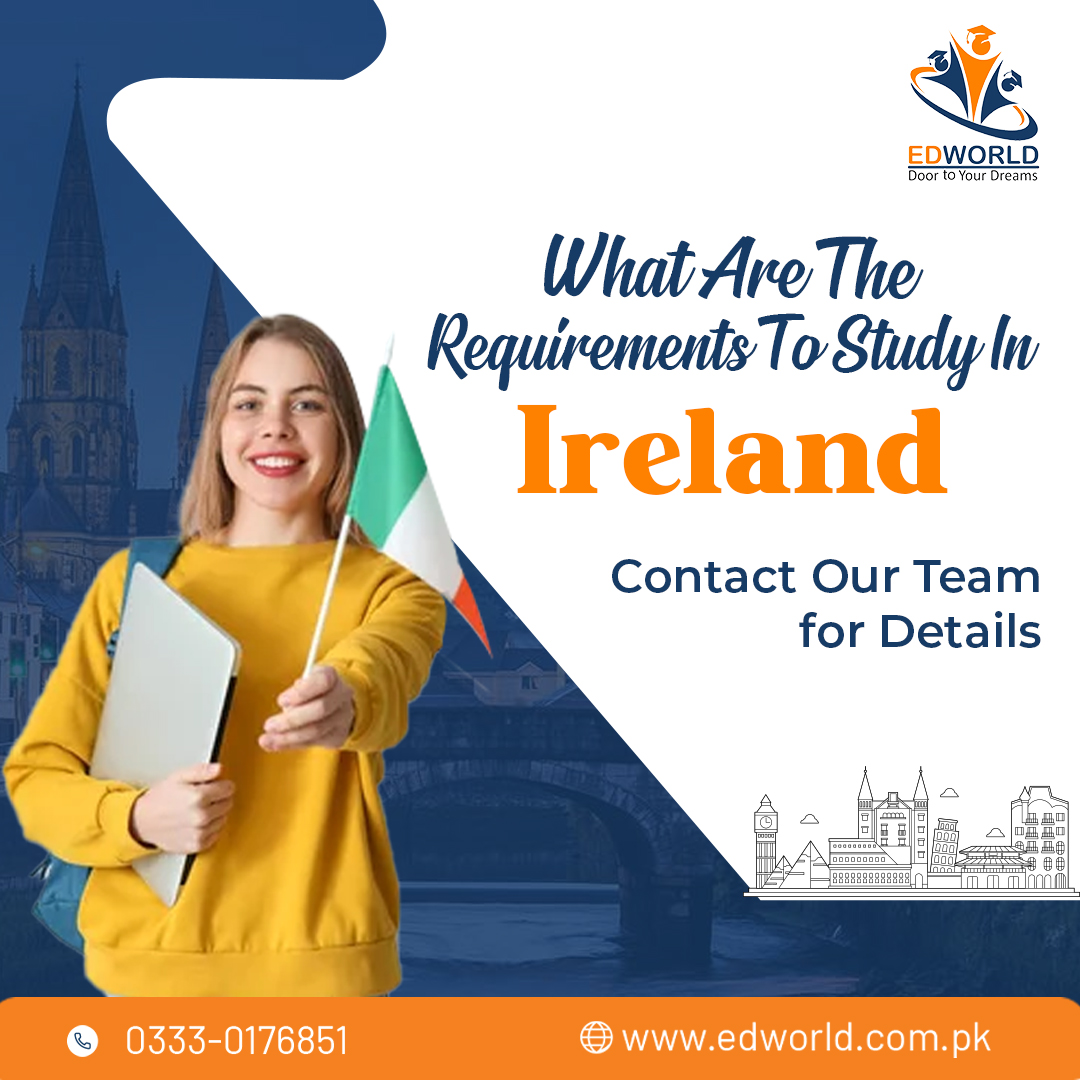 EDWORLD
Door to Your Dreams
What Are The
Requirements To Study In
Ireland
Contact Our Team
for Details
0333-0176851
www.edworld.com.pk